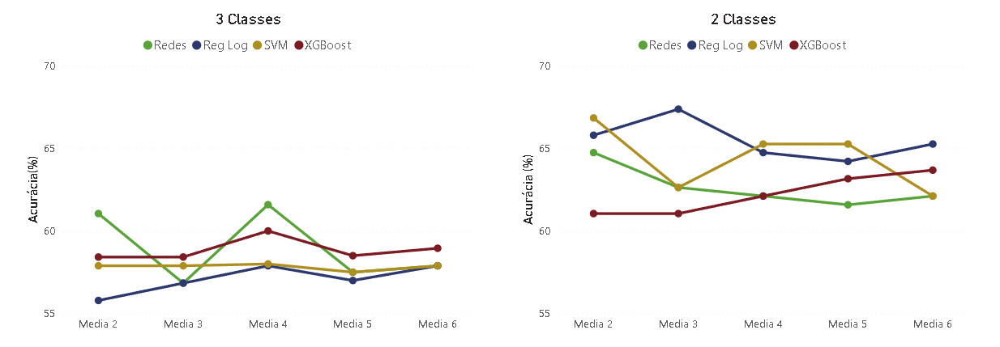 3 Classes
Redes Reg Log SVM XGBoost
70
65
60
55
Acurácia(%)
Media 2 Media 3 Media 4 Media 5 Media 6
2 Classes
Redes Reg Log SVM XGBoost
70
65
60
55
Acurácia (%)
Media 2 Media 3 Media 4 Media 5 Media 6